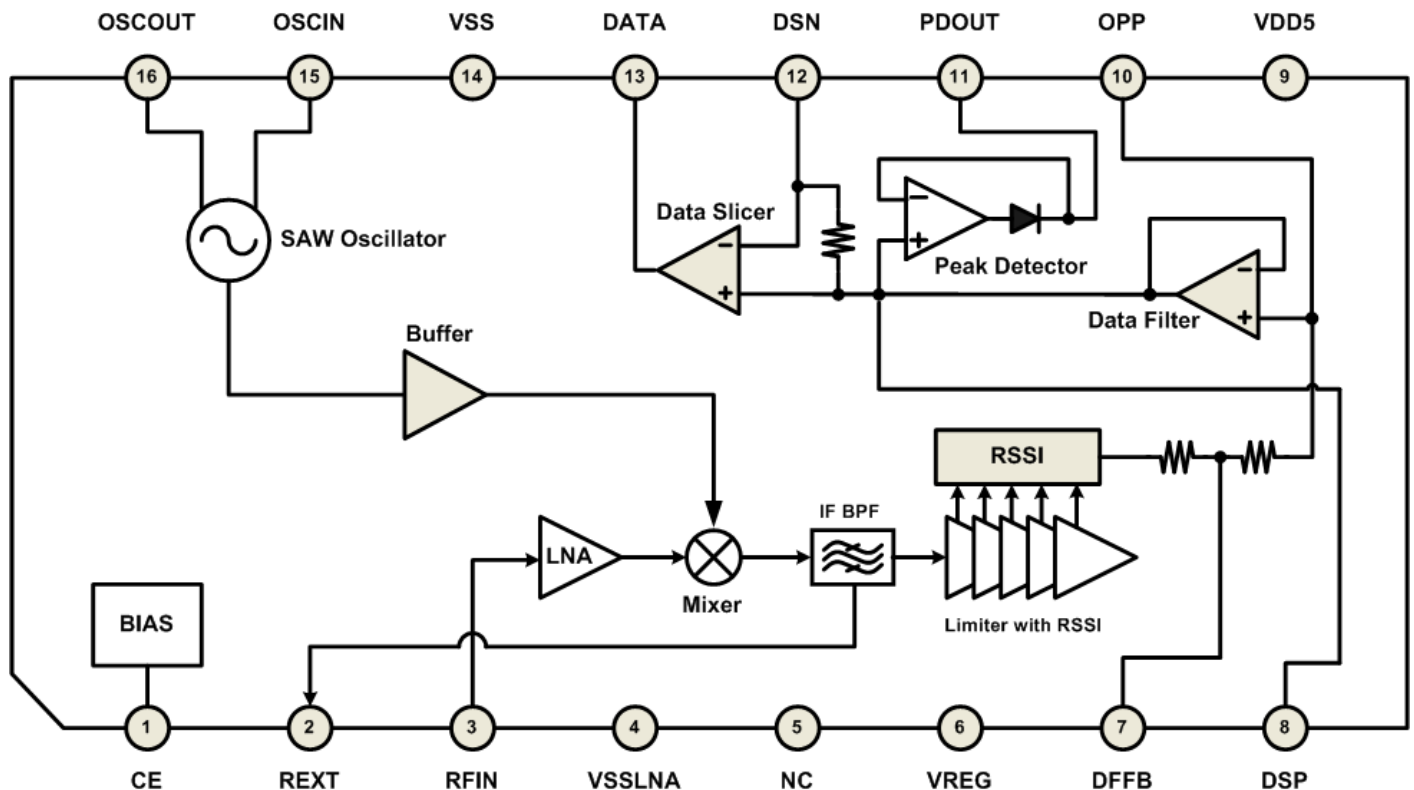 OSCOUT OSCIN VSS DATA DSN PDOUT OPP VDD5
16 15 14 13 12 11 10 9
Data Slicer
SAW Oscillator
Peak Detector
Data Filter
Buffer
RSSI
IF BPF
LNA
Mixer
Limiter with RSSI
BIAS
1 2 3 4 5 6 7 8
CE REXT RFIN VSSLNA NC VREG DFFB DSP